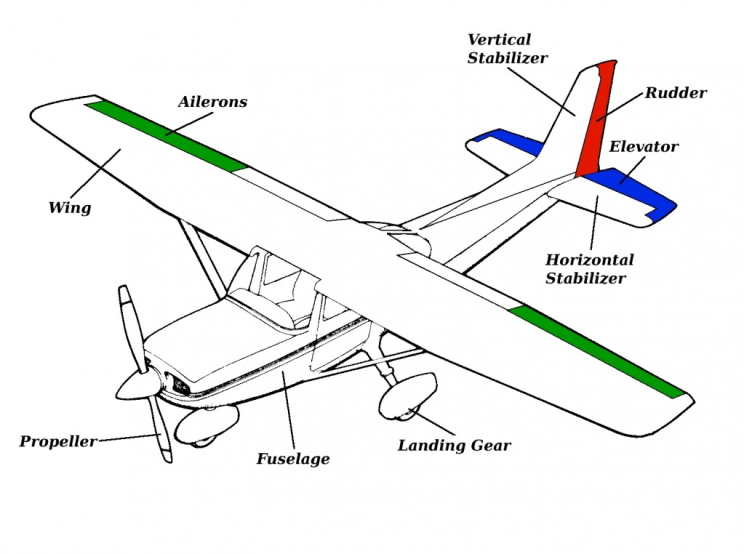 Vertical
Stabilizer
Rudder
Ailerons
Elevator
Wing
Horizontal
Stabilizer
Propeller
Landing Gear
Fuselage